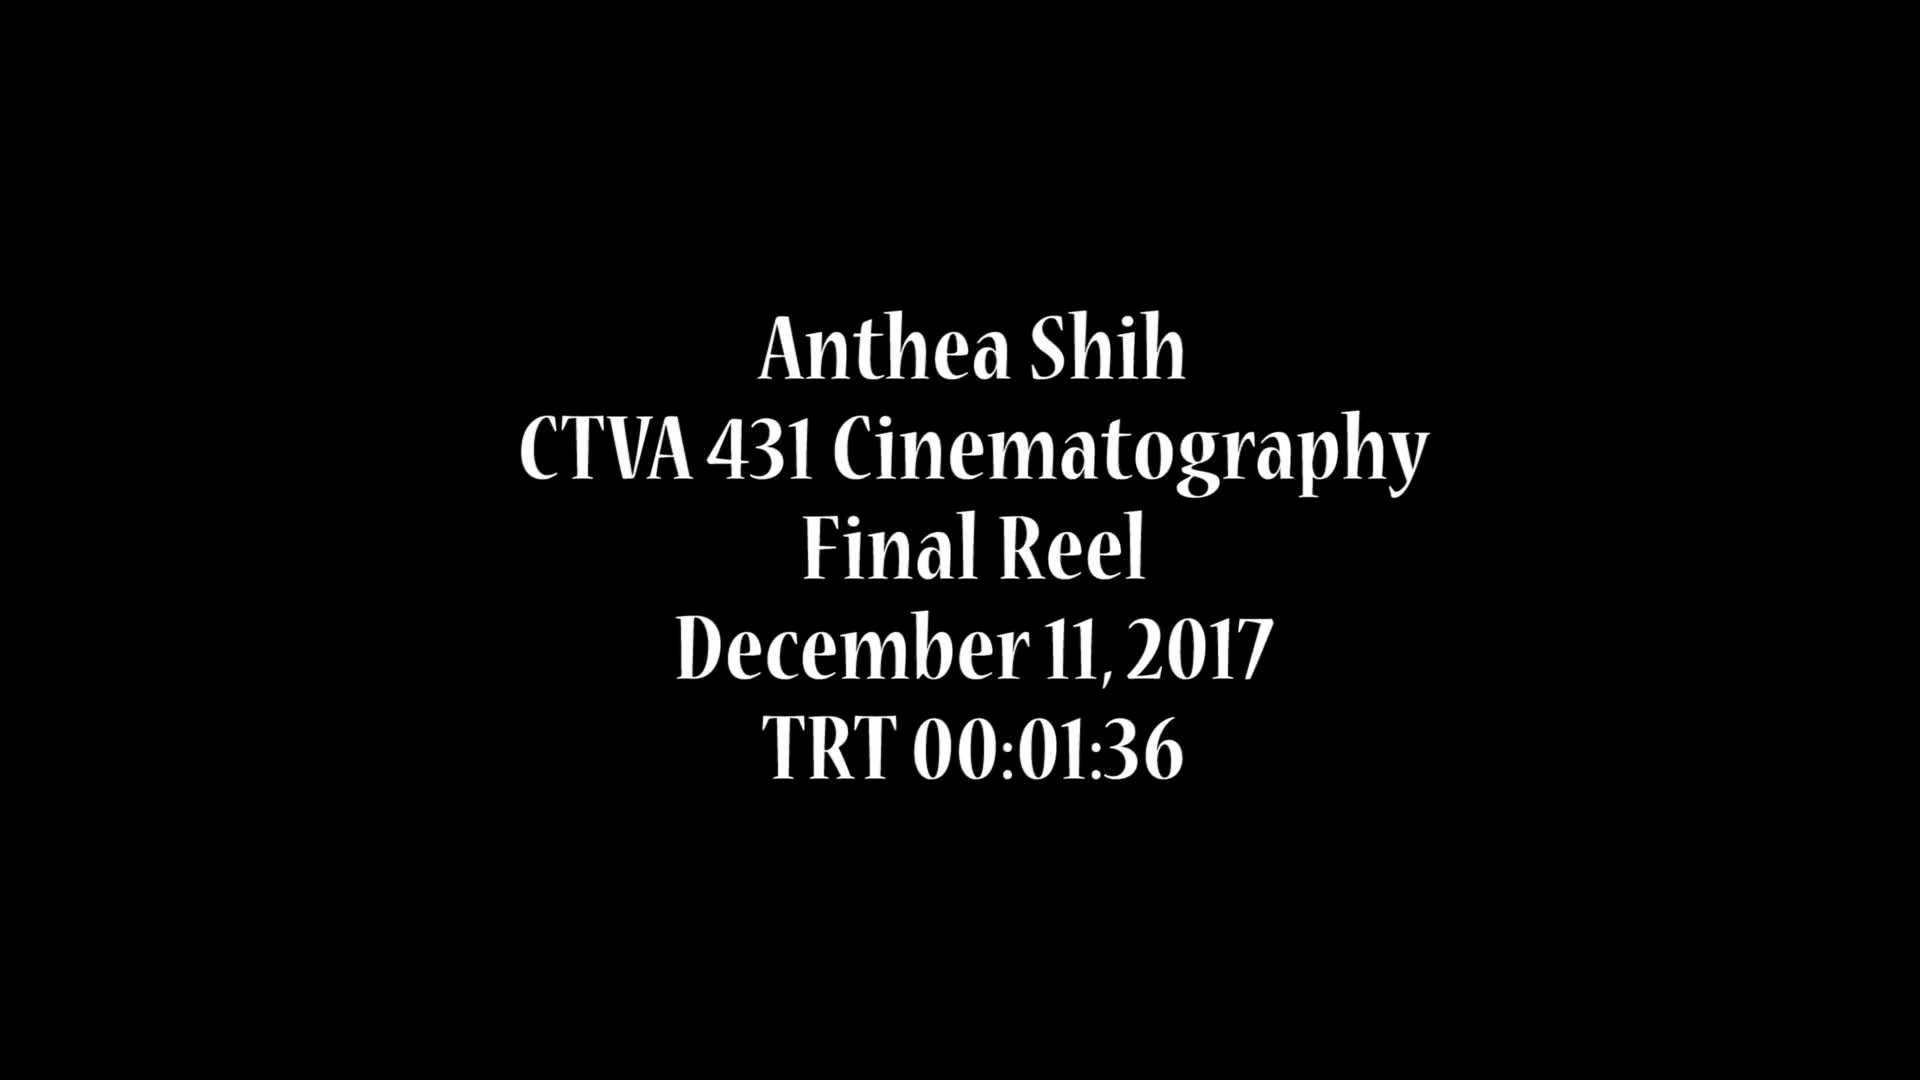 Anthea Shih
CTVA 431 Cinematography
Final Reel
December 11, 2017
TRT 00:01:36